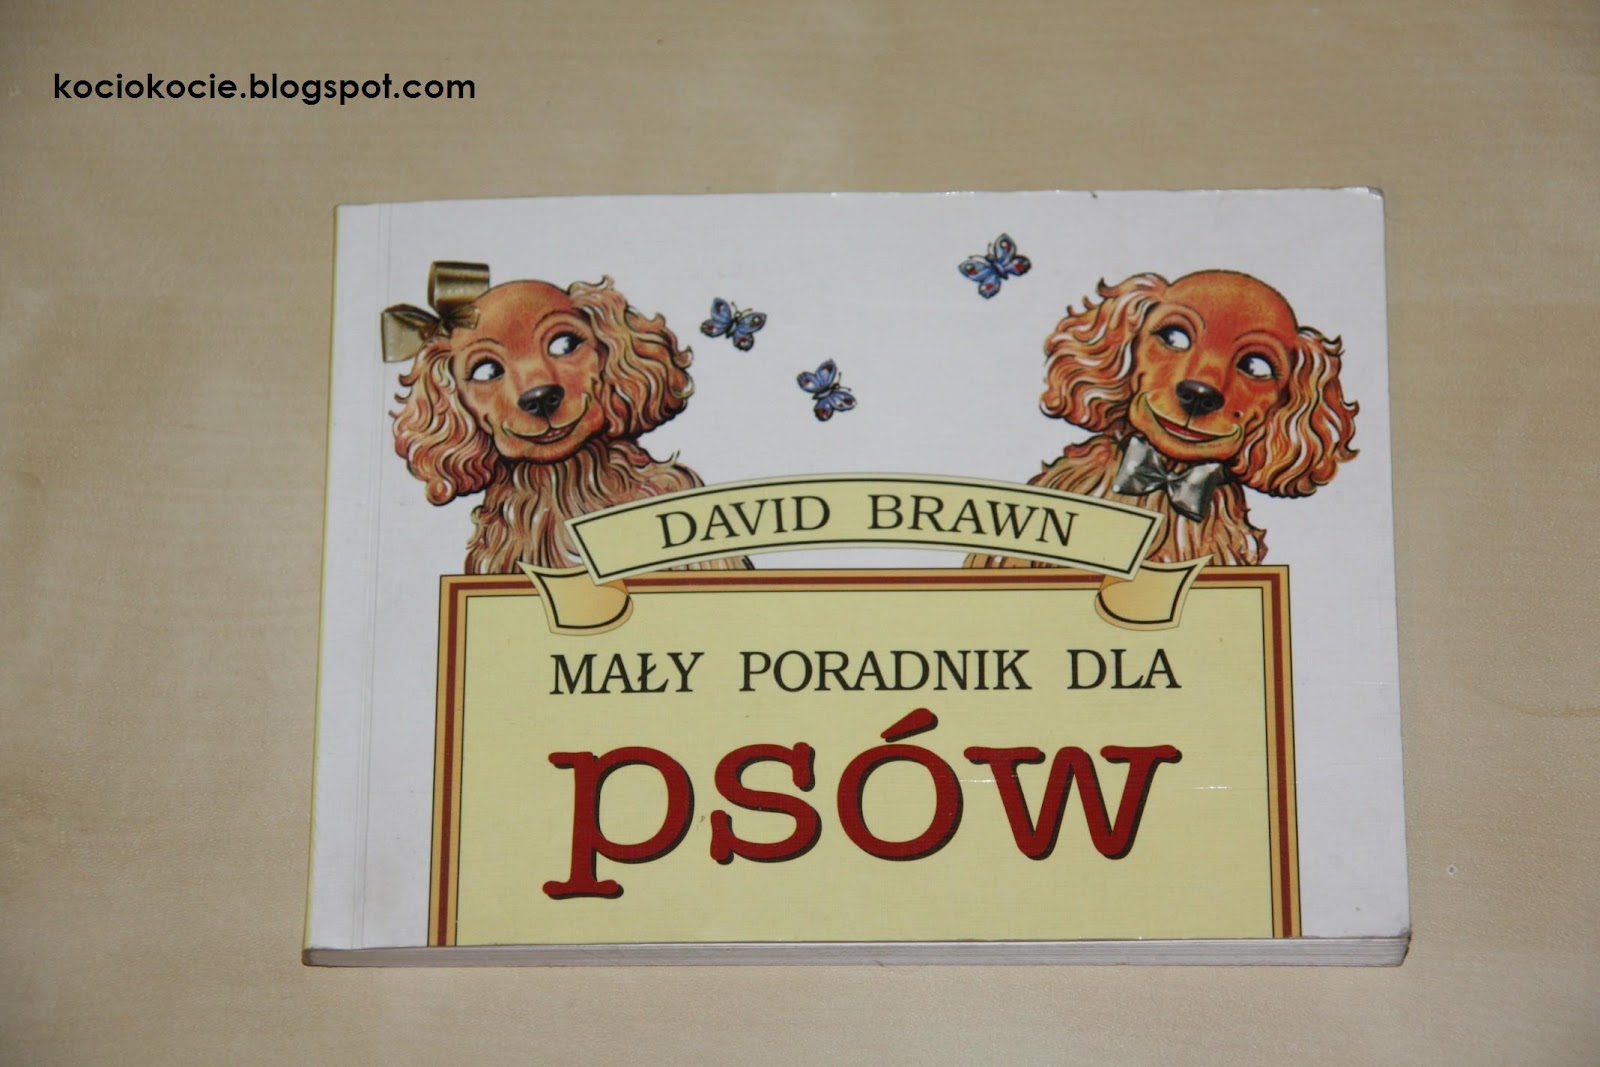 kociokocie.blogspot.com
DAVID BRAWN
MAŁY PORADNIK DLA
psów